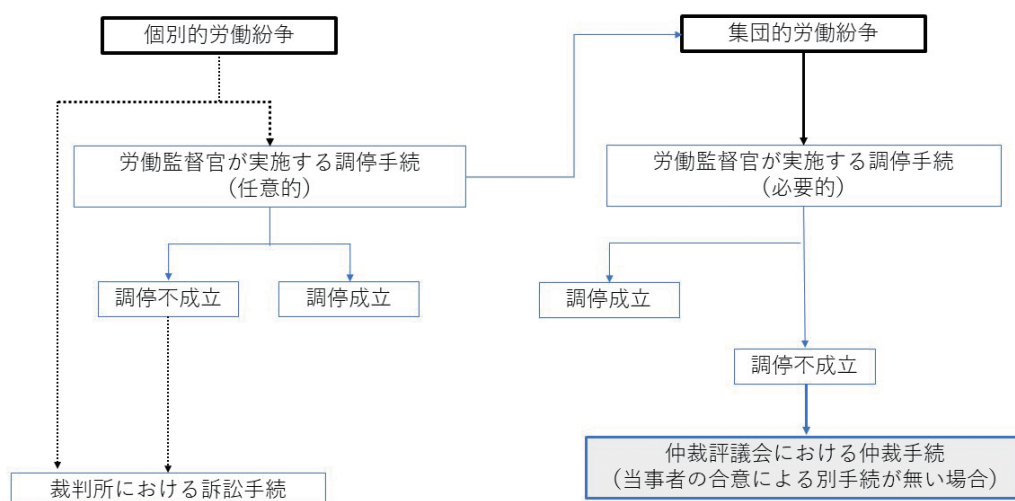 個別的労働紛争
集団的労働紛争
労働監督官が実施する調停手続
(任意的)
労働監督官が実施する調停手続
(必要的)
調停不成立
調停成立
調停成立
調停不成立
仲裁評議会における仲裁手続
(当事者の合意による別手続が無い場合)
裁判所における訴訟手続